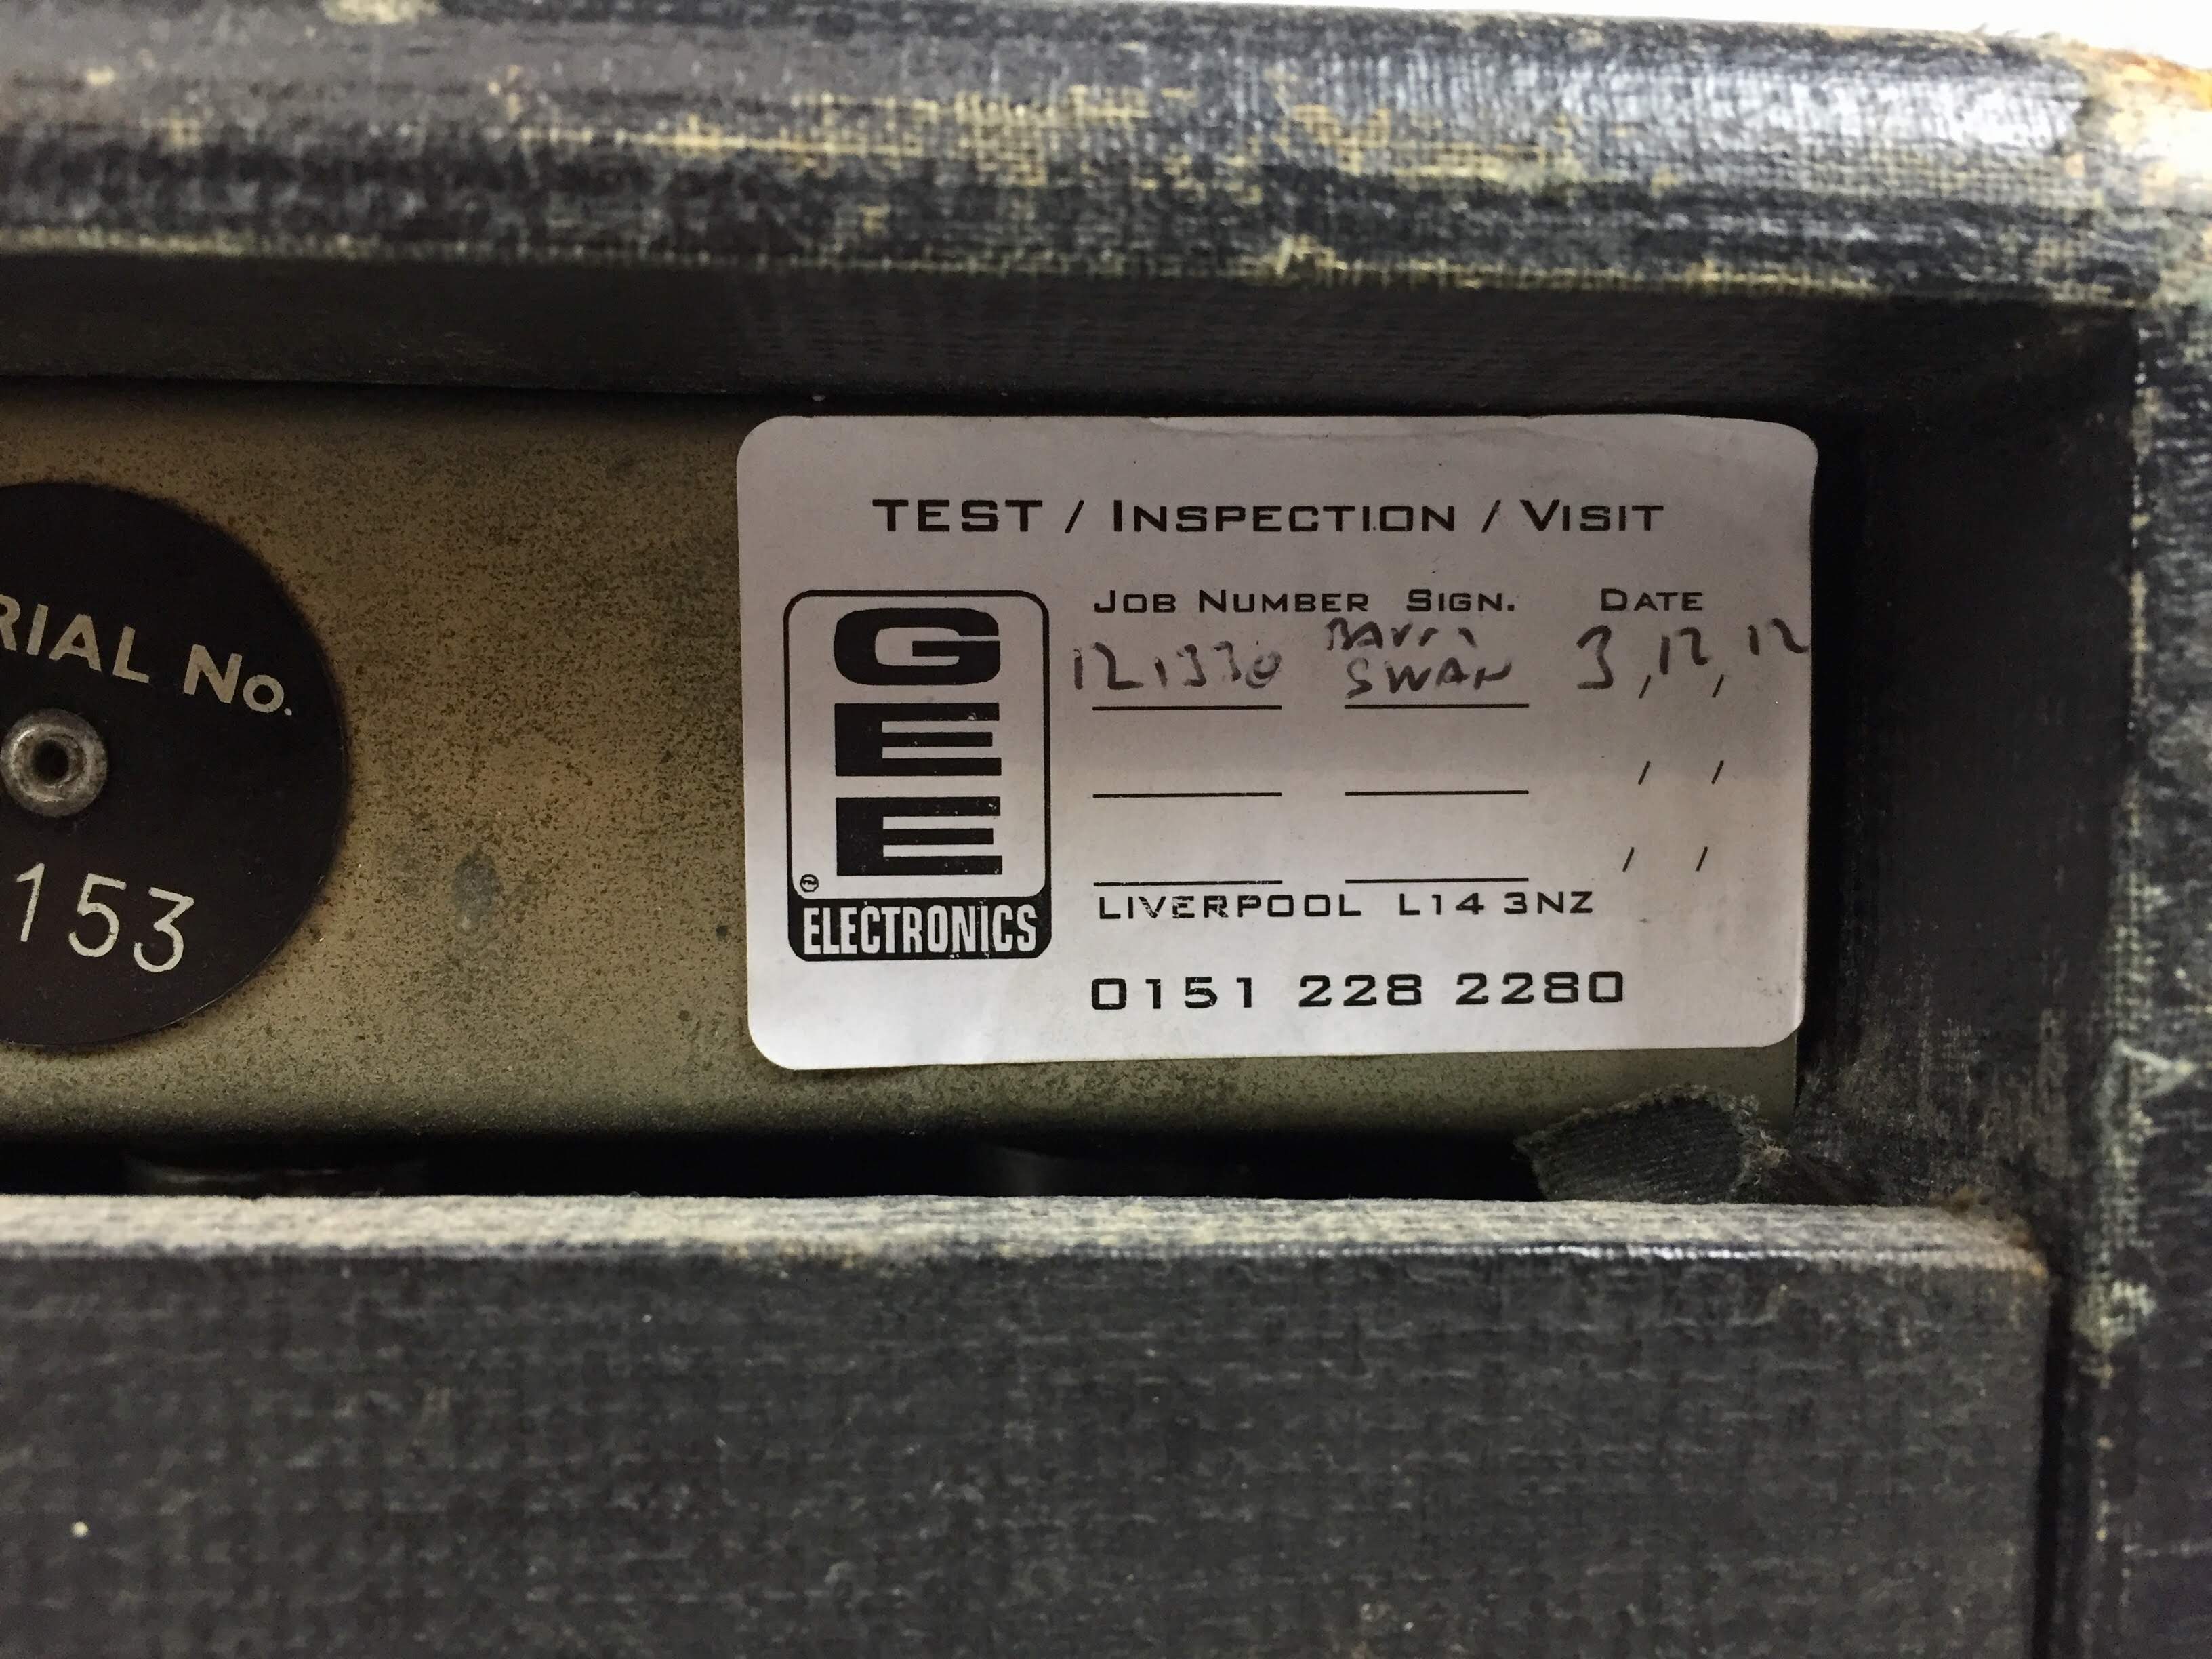 RIAL No.
153
TEST / INSPECTION / VISIT
GEE
ELECTRONICS
JOB NUMBER SIGN. DATE
121330 SWAN 3/12/12
/ /
/ /
LIVERPOOL L14 3NZ
0151 228 2280